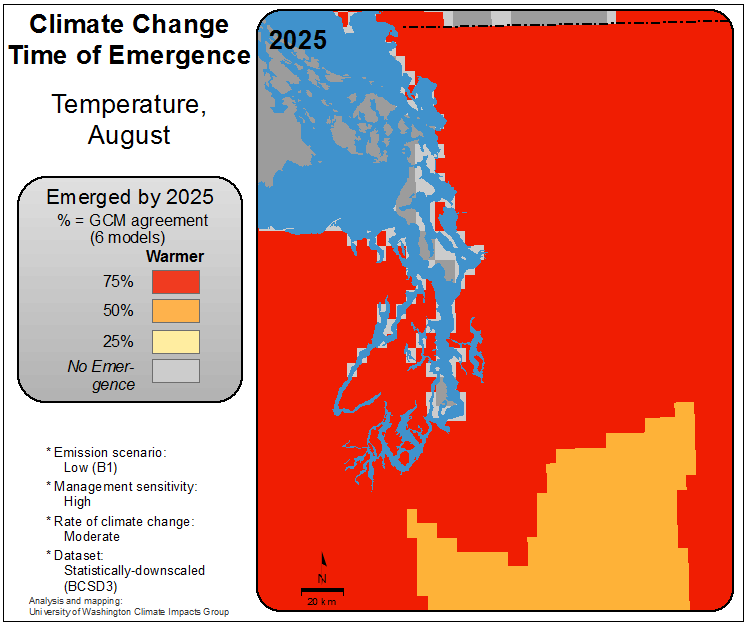 Climate Change
Time of Emergence
Temperature,
August
Emerged by 2025
% = GCM agreement
(6 models)
Warmer
75%
50%
25%
No Emer-
gence
* Emission scenario:
Low (B1)
* Management sensitivity:
High
* Rate of climate change:
Moderate
* Dataset:
Statistically-downscaled
(BCSD3)
Analysis and mapping:
University of Washington Climate Impacts Group
2025
N
20 km